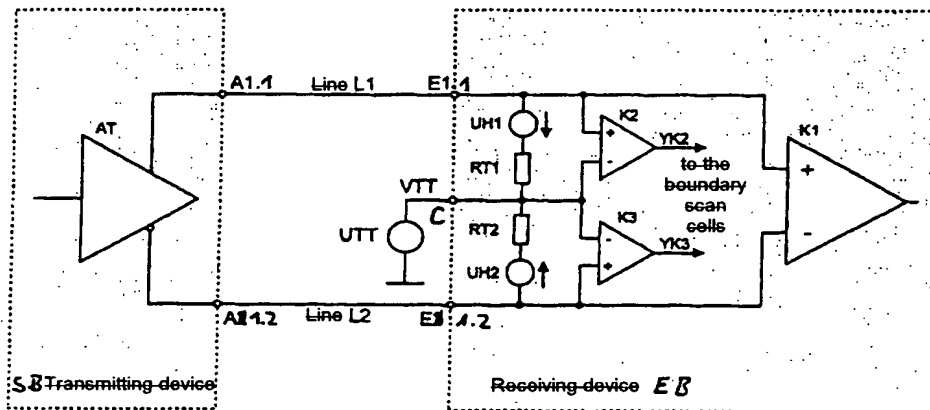 A1.1
Line L1
E1.1
AT
UH1
K2
YK2
K1
+
-
+
-
RT1
to the
boundary
scan
cells
VTT
C
UTT
RT2
K3
YK3
-
+
UH2
A1.2
Line L2
E1.2
SB Transmitting device
Receiving device EB